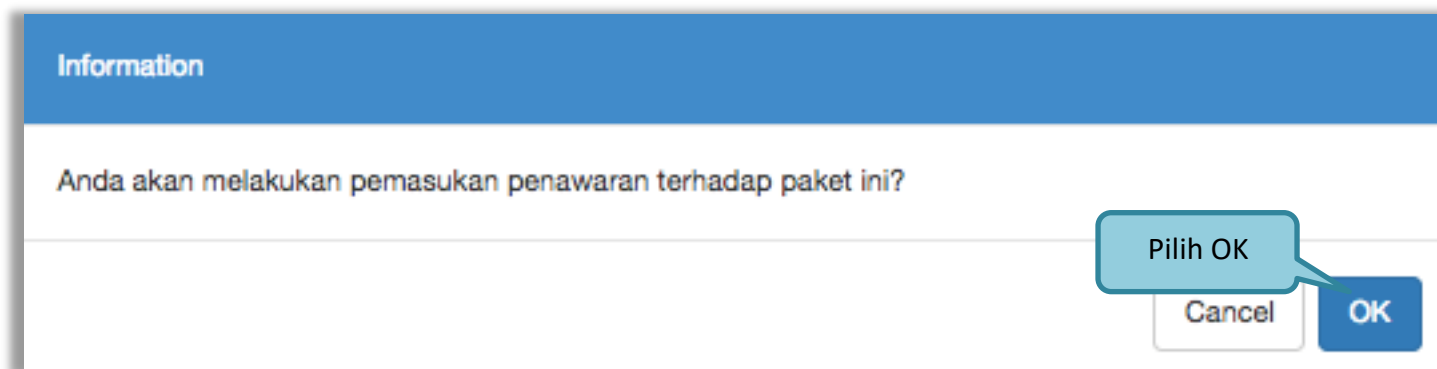 Information
Anda akan melakukan pemasukan penawaran terhadap paket ini?
Pilih OK
Cancel
OK